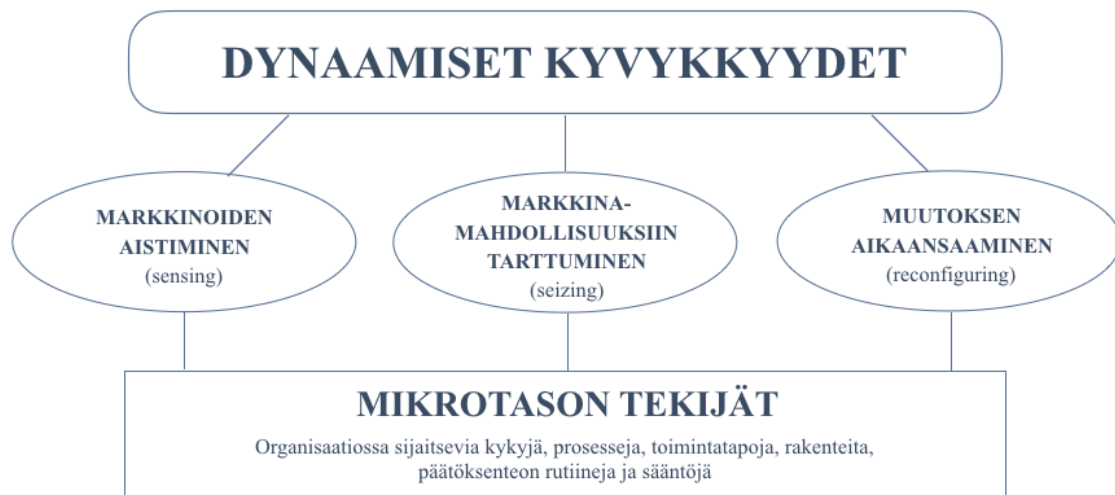 DYNAAMISET KYVYKKYYDET
MARKKINOIDEN
AISTIMINEN
(sensing)
MARKKINA-
MAHDOLLISUUKSIIN
TARTTUMINEN
(seizing)
MUUTOKSEN
AIKAANSAAMINEN
(reconfiguring)
MIKROTASON TEKIJÄT
Organisaatiossa sijaitsevia kykyjä, prosesseja, toimintatapoja, rakenteita,
päätöksenteon rutiineja ja sääntöjä